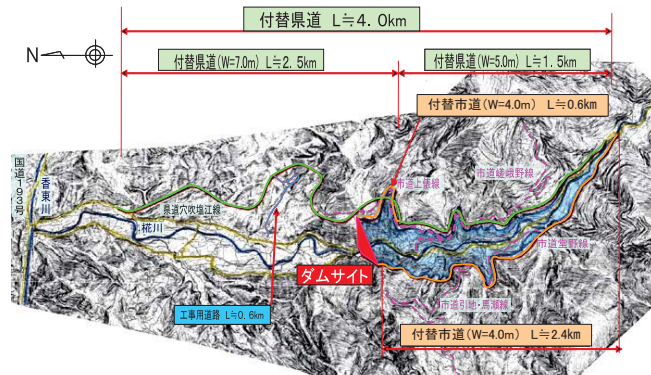 付替県道 L≒4.0km
N
付替県道(W=7.0m) L≒2.5km
付替県道(W=5.0m) L≒1.5km
付替市道(W=4.0m) L≒0.6km
国道193号
香東川
県道穴吹塩江線
椛川
市道上俵線
市道嵯峨野線
市道堂野線
ダムサイト
市道引地・馬瀬線
工事用道路 L≒0.6km
付替市道(W=4.0m) L≒2.4km